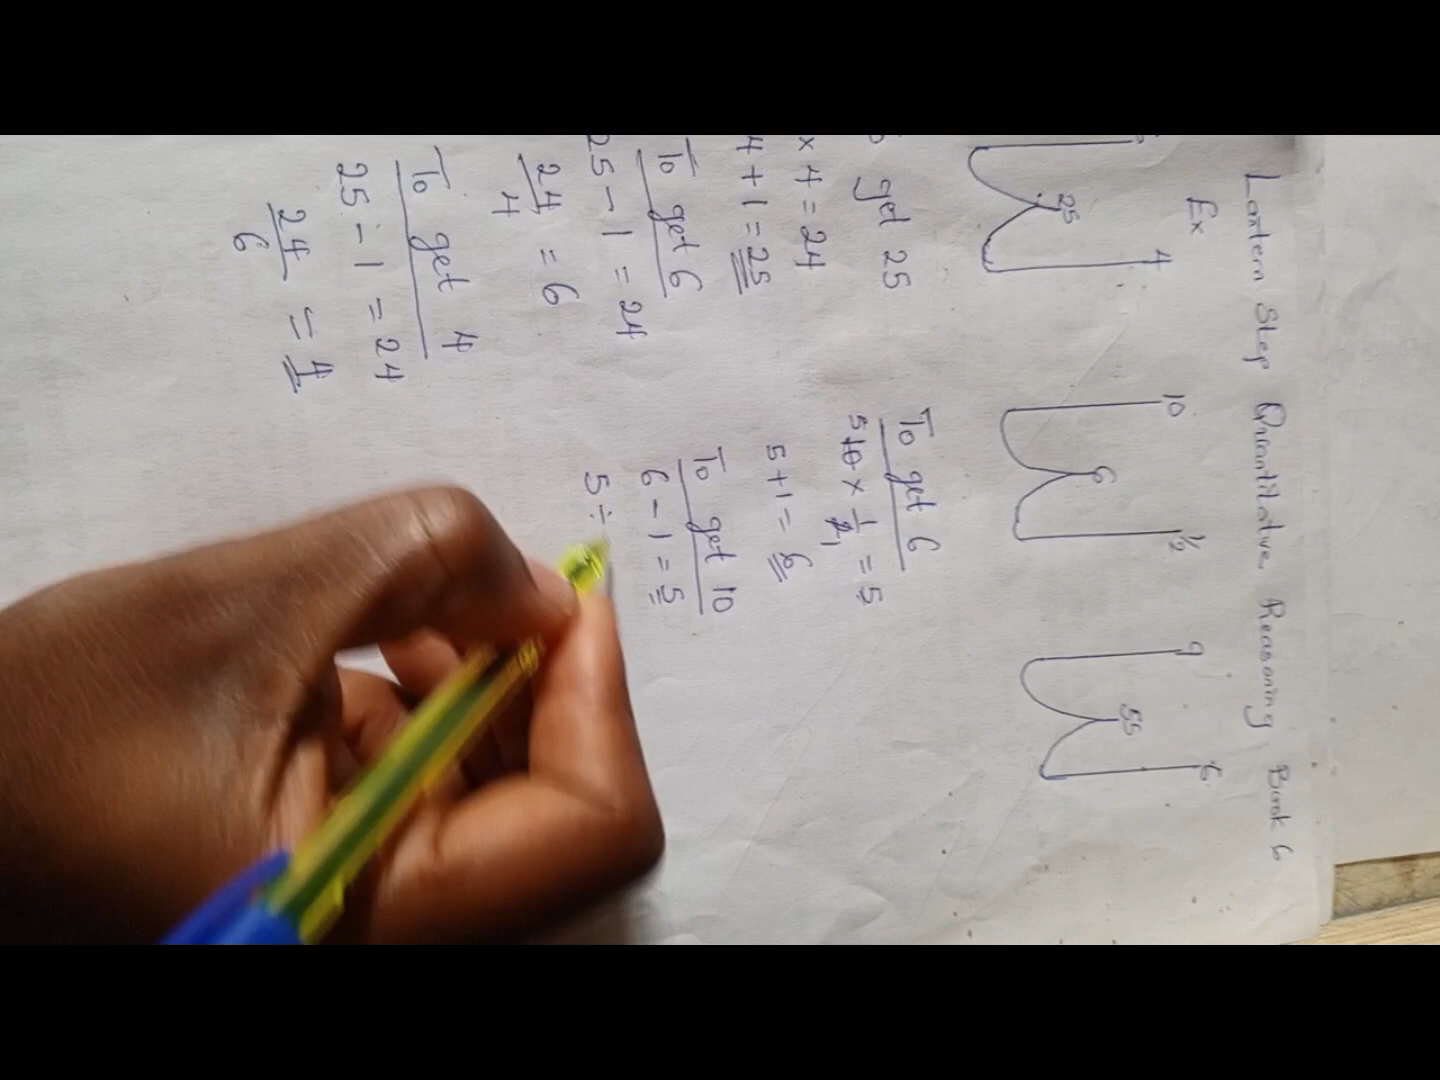 Lantern Step Quantitative Reasoning Book 6
Ex
4
25
10 1/2
6
9 6
55
get 25
× 4 = 24
4 + 1 = 25
To get 6
25 - 1 = 24
24/4 = 6
To get 4
25 - 1 = 24
24/6 = 4
To get 6
5 10 × 1/2 1 = 5
5 + 1 = 6
To get 10
6 - 1 = 5
5 ÷